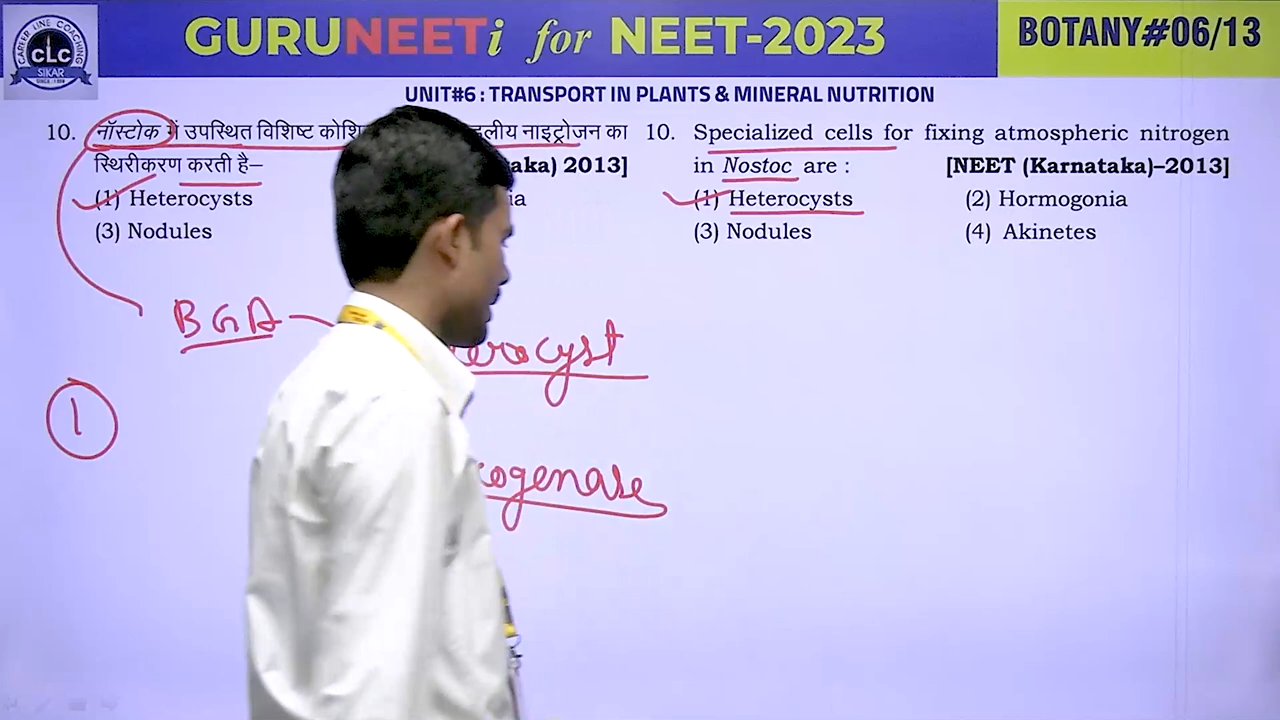 GURUNEETi for NEET-2023
BOTANY#06/13
CAREER LINE COACHING
CLC
SIKAR
UNIT#6 : TRANSPORT IN PLANTS & MINERAL NUTRITION
10. नॉस्टोक में उपस्थित विशिष्ट नाइट्रोजन का
स्थिरीकरण करती है– 2013]
(1) Heterocysts
(3) Nodules
10. Specialized cells for fixing atmospheric nitrogen
in Nostoc are : [NEET (Karnataka)–2013]
(1) Heterocysts (2) Hormogonia
(3) Nodules (4) Akinetes
BGA
erocyst
1
ogenase